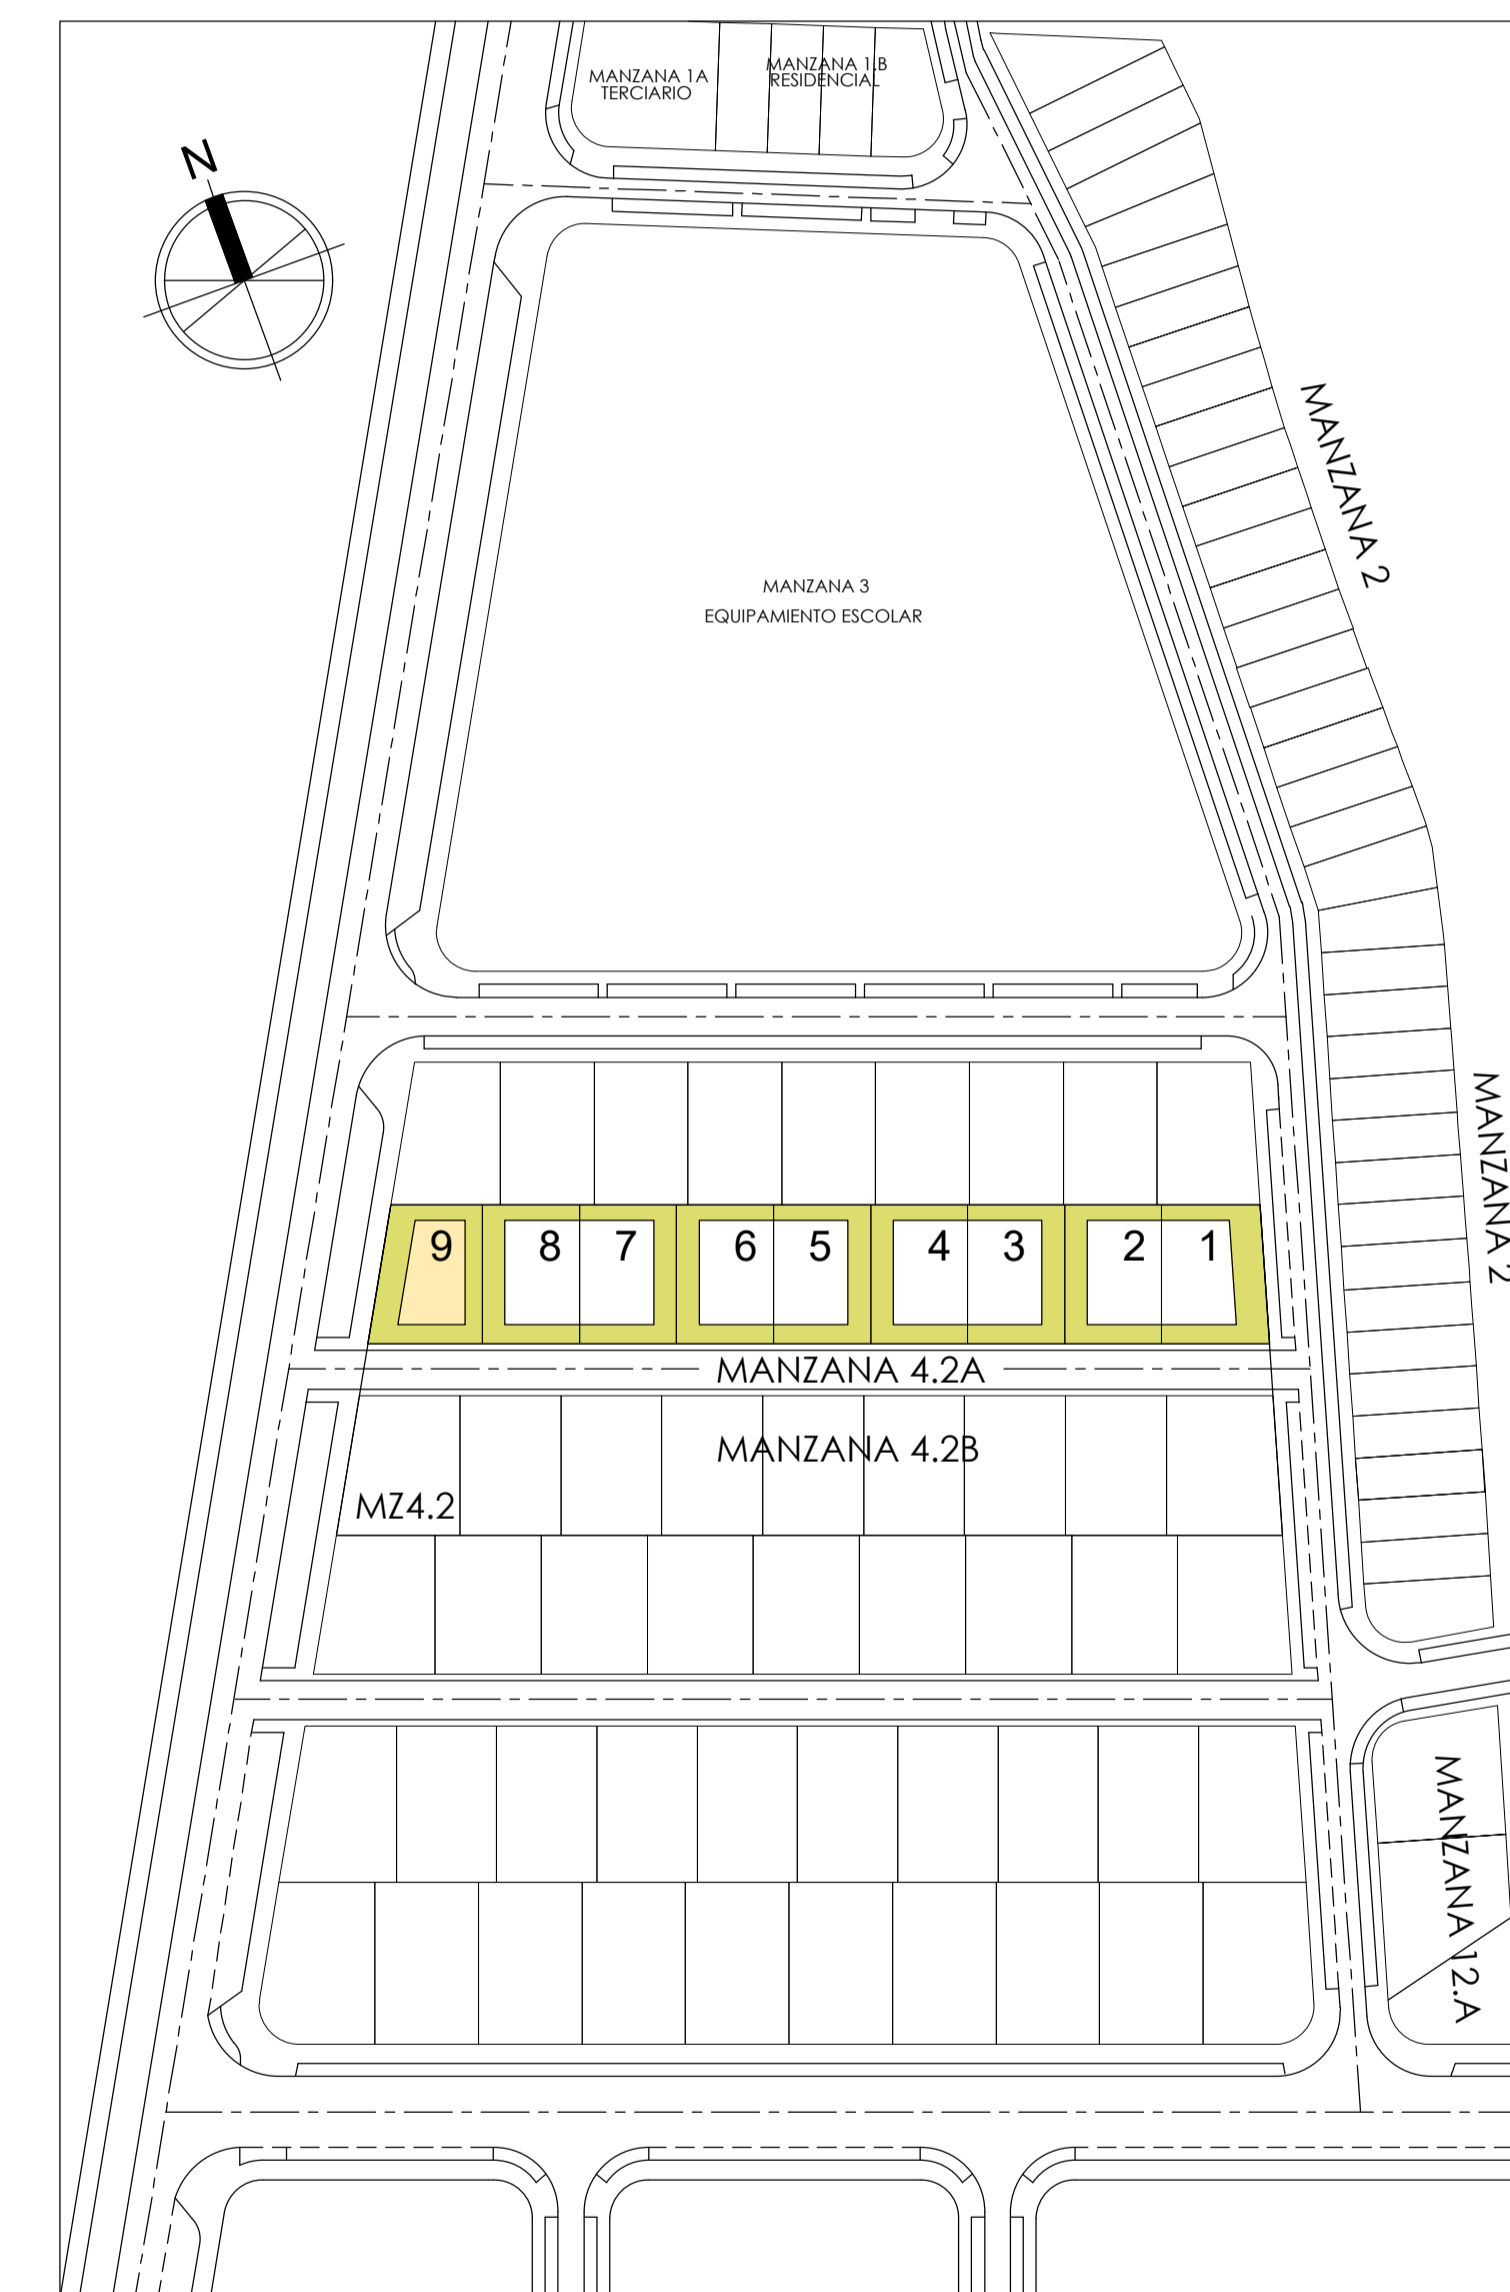 MANZANA 1A
TERCIARIO
MANZANA 1.B
RESIDENCIAL
N
MANZANA 2
MANZANA 3
EQUIPAMIENTO ESCOLAR
MANZANA 2
9 8 7 6 5 4 3 2 1
MANZANA 4.2A
MANZANA 4.2B
MZ4.2
MANZANA 12.A